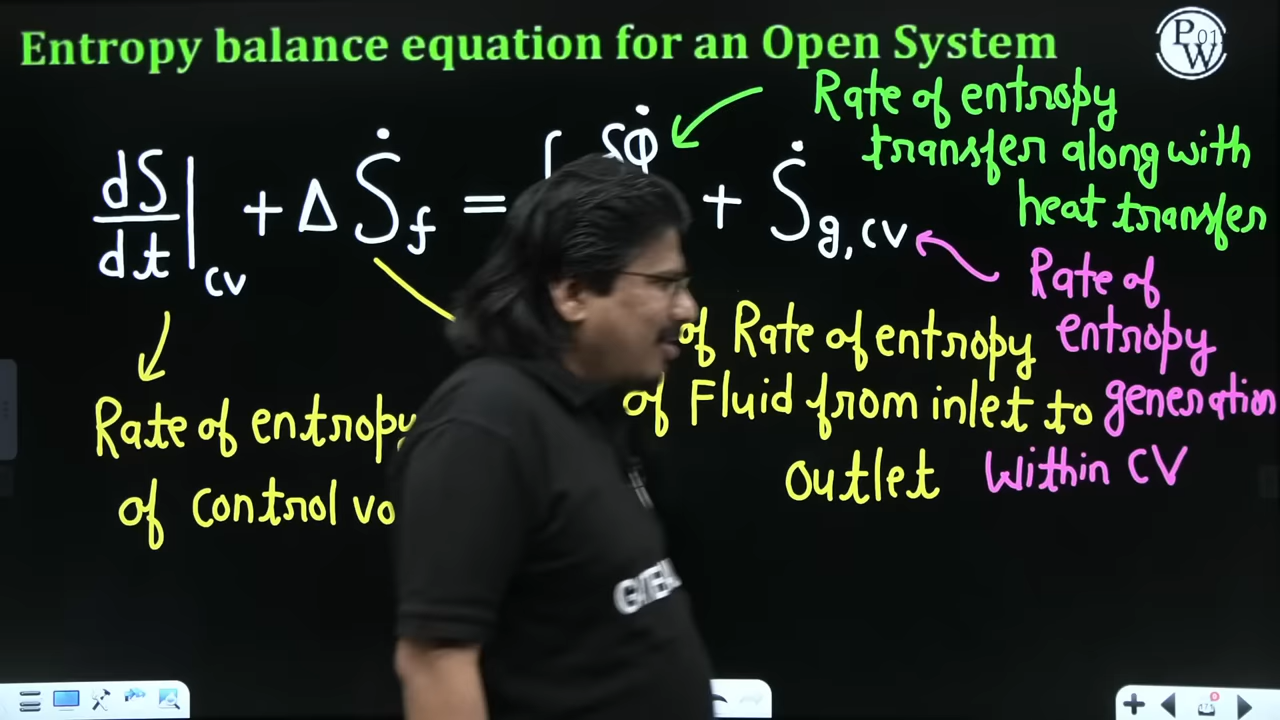 Entropy balance equation for an Open System
P W 01
Rate of entropy
transfer along with
heat transfer
dS/dt|cv + ΔṠf = ∫ δφ̇ + Ṡg,cv
Rate of entropy
of control
of Rate of entropy
of Fluid from inlet to
outlet
Rate of
entropy
generation
within CV